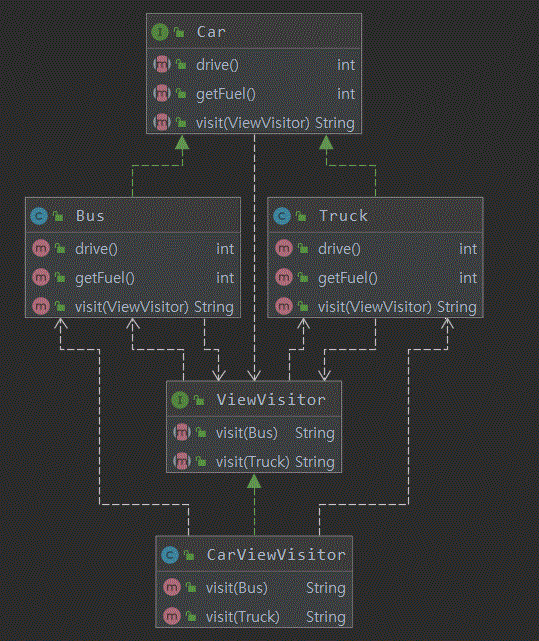 Car
drive() int
getFuel() int
visit(ViewVisitor) String
Bus
drive() int
getFuel() int
visit(ViewVisitor) String
Truck
drive() int
getFuel() int
visit(ViewVisitor) String
ViewVisitor
visit(Bus) String
visit(Truck) String
CarViewVisitor
visit(Bus) String
visit(Truck) String